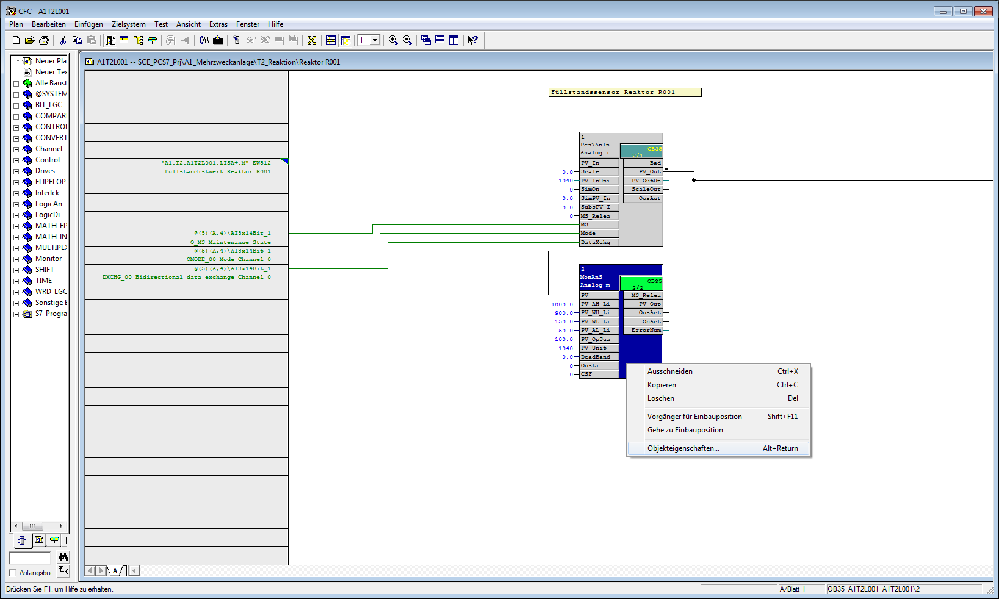 CFC - A1T2L001
Plan Bearbeiten Einfügen Zielsystem Test Ansicht Extras Fenster Hilfe
1
A1T2L001 -- SCE_PCS7_Prj\A1_Mehrzweckanlage\T2_Reaktion\Reaktor R001
Neuer Pla
Neuer Tex
Alle Baust
@SYSTEM
BIT_LGC
COMPAR
CONTROL
CONVERT
Channel
Control
Drives
FLIPFLOP
Interlck
LogicAn
LogicDi
MATH_FP
MATH_IN
MULTIPLX
Monitor
SHIFT
TIME
WRD_LGC
Sonstige B
S7-Progra
Anfangsbu
"A1.T2.A1T2L001.LISA+.M" EW512
Füllstandistwert Reaktor R001
@(5)(A,4)\AI8x14Bit_1
O_MS Maintenance State
@(5)(A,4)\AI8x14Bit_1
OMODE_00 Mode Channel 0
@(5)(A,4)\AI8x14Bit_1
DXCHG_00 Bidirectional data exchange Channel 0
Füllstandssensor Reaktor R001
1
Pcs7AnIn
Analog i
OB35
2/1
PV_In Bad
0.0 Scale PV_Out
1040 PV_InUni PV_OutUn
0 SimOn ScaleOut
0.0 SimPV_In OosAct
0.0 SubsPV_I
0 MS_Relea
MS
Mode
DataXchg
2
MonAnS
Analog m
OB35
2/2
PV MS_Relea
1000.0 PV_AH_Li PV_Out
900.0 PV_WH_Li OosAct
150.0 PV_WL_Li OnAct
50.0 PV_AL_Li ErrorNum
100.0 PV_OpSca
1040 PV_Unit
0.0 DeadBand
0 OosLi
0 CSF
Ausschneiden Ctrl+X
Kopieren Ctrl+C
Löschen Del
Vorgänger für Einbauposition Shift+F11
Gehe zu Einbauposition
Objekteigenschaften... Alt+Return
A
Drücken Sie F1, um Hilfe zu erhalten.
A/Blatt 1
OB35 A1T2L001 A1T2L001\2